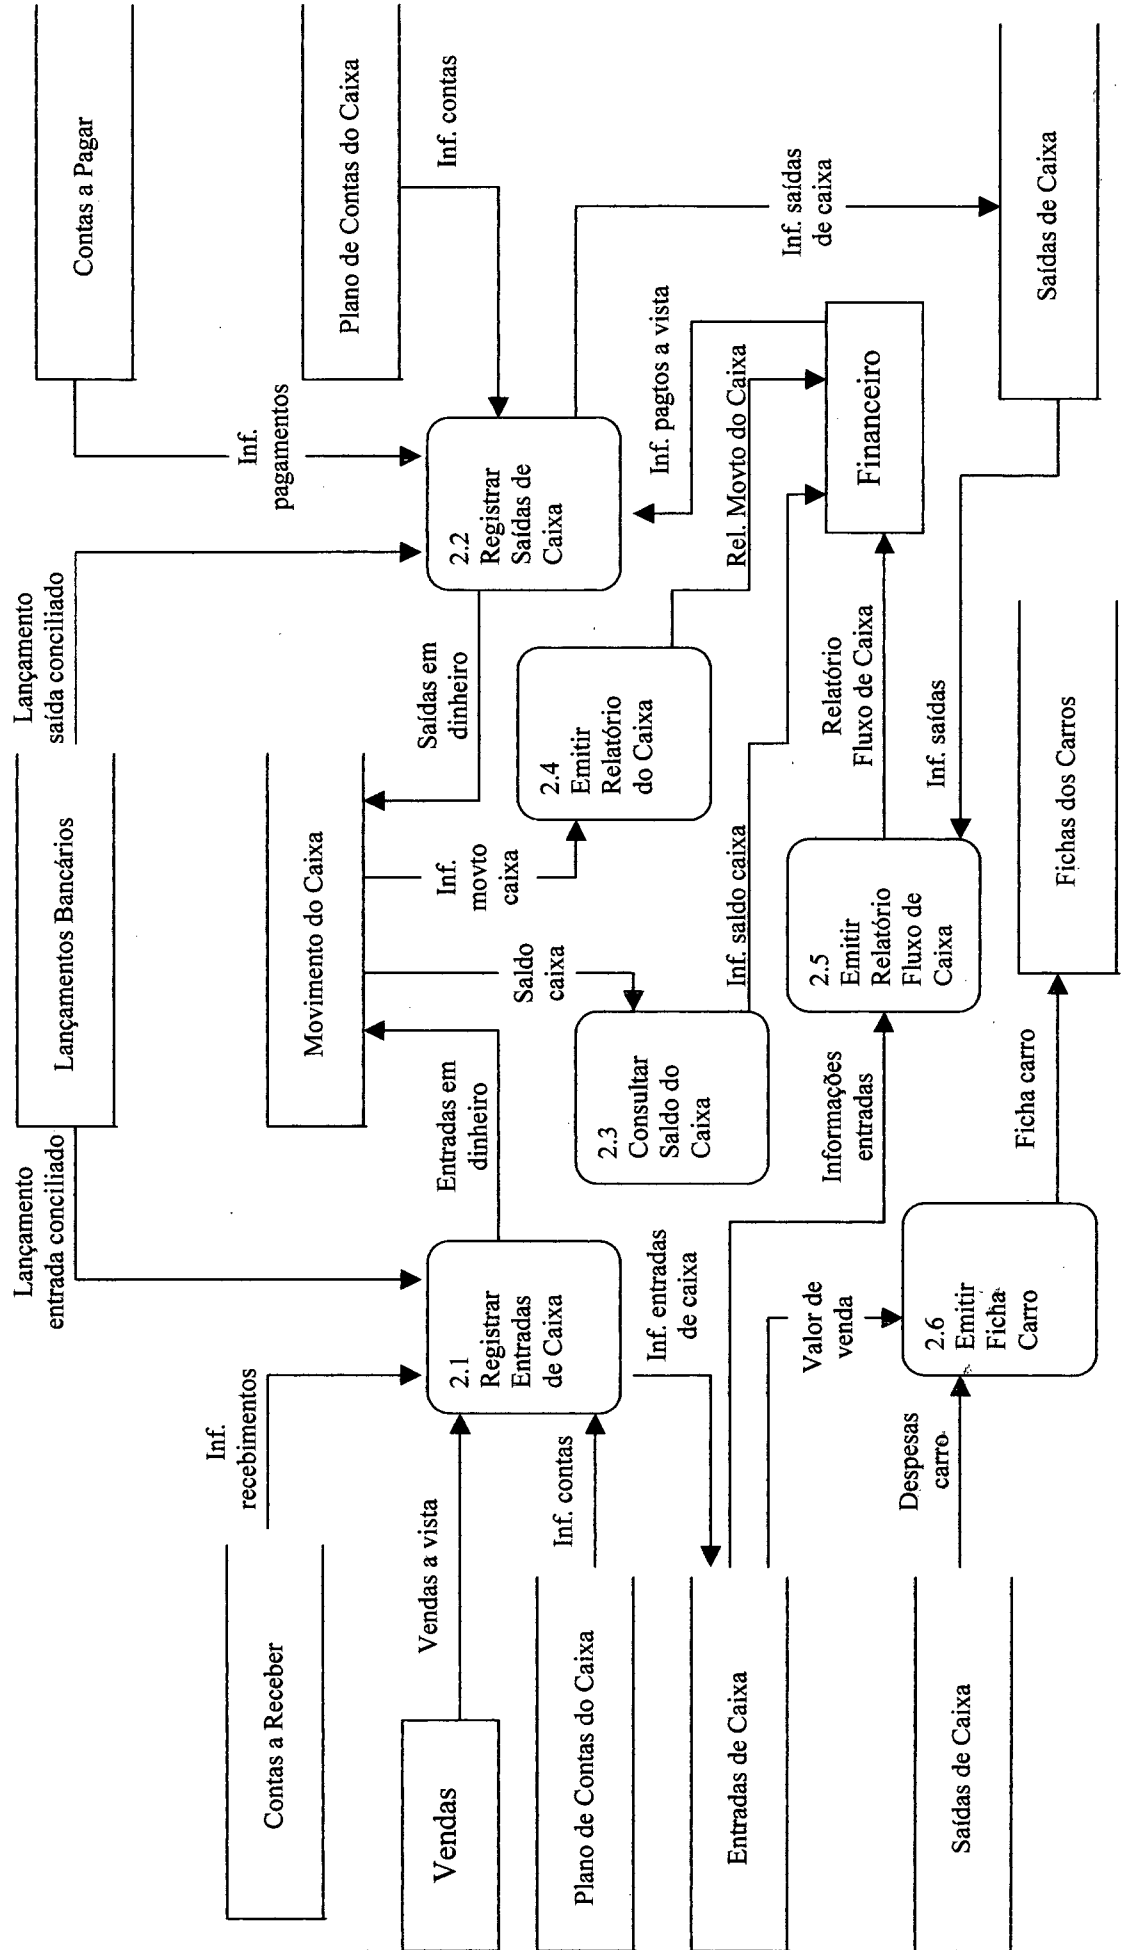 Lançamento
entrada conciliado
Lançamentos Bancários
Lançamento
saída conciliado
Contas a Pagar
Inf.
recebimentos
Contas a Receber
Movimento do Caixa
Inf.
pagamentos
Plano de Contas do Caixa
Inf. contas
Vendas
Vendas a vista
2.1
Registrar
Entradas
de Caixa
Entradas em
dinheiro
Saldo
caixa
Inf.
movto
caixa
Saídas em
dinheiro
2.2
Registrar
Saídas de
Caixa
Plano de Contas do Caixa
Inf. contas
2.3
Consultar
Saldo do
Caixa
2.4
Emitir
Relatório
do Caixa
Inf. pagtos a vista
Inf. saídas
de caixa
Entradas de Caixa
Inf. entradas
de caixa
Inf. saldo caixa
Rel. Movto do Caixa
Valor de
venda
Informações
entradas
2.5
Emitir
Relatório
Fluxo de
Caixa
Relatório
Fluxo de Caixa
Financeiro
Saídas de Caixa
Despesas
carro
2.6
Emitir
Ficha
Carro
Ficha carro
Inf. saídas
Fichas dos Carros
Saídas de Caixa